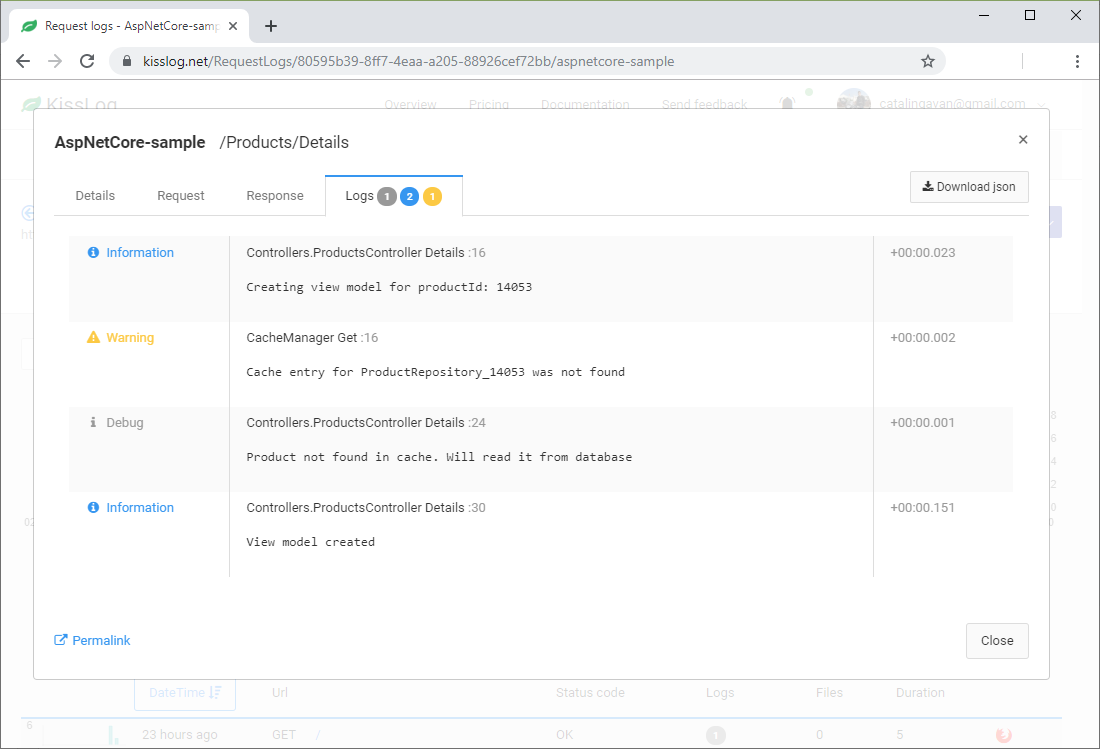 Request logs - AspNetCore-samp
kisslog.net/RequestLogs/80595b39-8ff7-4eaa-a205-88926cef72bb/aspnetcore-sample
KissLog Overview Pricing Documentation Send feedback catalingavan@gmail.com
AspNetCore-sample /Products/Details
Details Request Response Logs 1 2 1 Download json
Information Controllers.ProductsController Details :16 +00:00.023
Creating view model for productId: 14053
Warning CacheManager Get :16 +00:00.002
Cache entry for ProductRepository_14053 was not found
Debug Controllers.ProductsController Details :24 +00:00.001
Product not found in cache. Will read it from database
Information Controllers.ProductsController Details :30 +00:00.151
View model created
Permalink Close
DateTime Url Status code Logs Files Duration
6 23 hours ago GET / OK 1 0 5 3